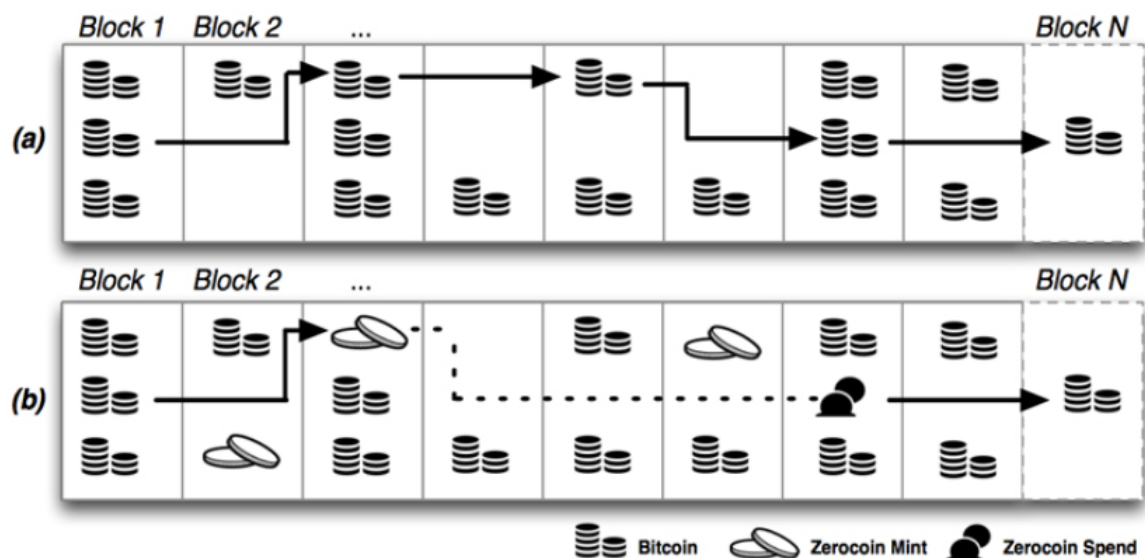 Block 1 Block 2 ... Block N
(a)
Block 1 Block 2 ... Block N
(b)
Bitcoin Zerocoin Mint Zerocoin Spend